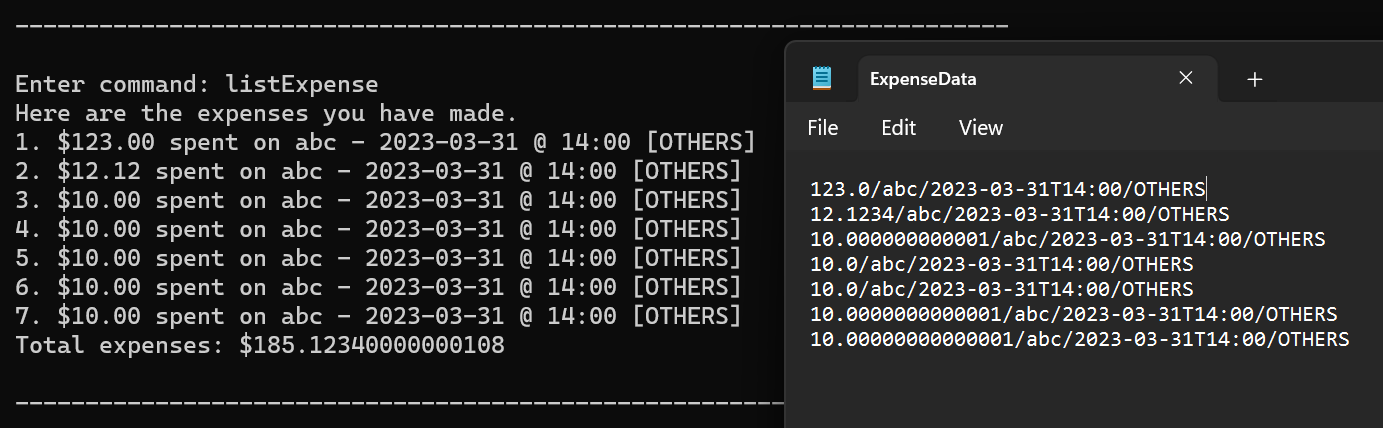 ------------------------------------------------------------------------
Enter command: listExpense
Here are the expenses you have made.
1. $123.00 spent on abc - 2023-03-31 @ 14:00 [OTHERS]
2. $12.12 spent on abc - 2023-03-31 @ 14:00 [OTHERS]
3. $10.00 spent on abc - 2023-03-31 @ 14:00 [OTHERS]
4. $10.00 spent on abc - 2023-03-31 @ 14:00 [OTHERS]
5. $10.00 spent on abc - 2023-03-31 @ 14:00 [OTHERS]
6. $10.00 spent on abc - 2023-03-31 @ 14:00 [OTHERS]
7. $10.00 spent on abc - 2023-03-31 @ 14:00 [OTHERS]
Total expenses: $185.12340000000108
-------------------------------------------------------
ExpenseData
File Edit View
123.0/abc/2023-03-31T14:00/OTHERS
12.1234/abc/2023-03-31T14:00/OTHERS
10.000000000001/abc/2023-03-31T14:00/OTHERS
10.0/abc/2023-03-31T14:00/OTHERS
10.0/abc/2023-03-31T14:00/OTHERS
10.0000000000001/abc/2023-03-31T14:00/OTHERS
10.00000000000001/abc/2023-03-31T14:00/OTHERS